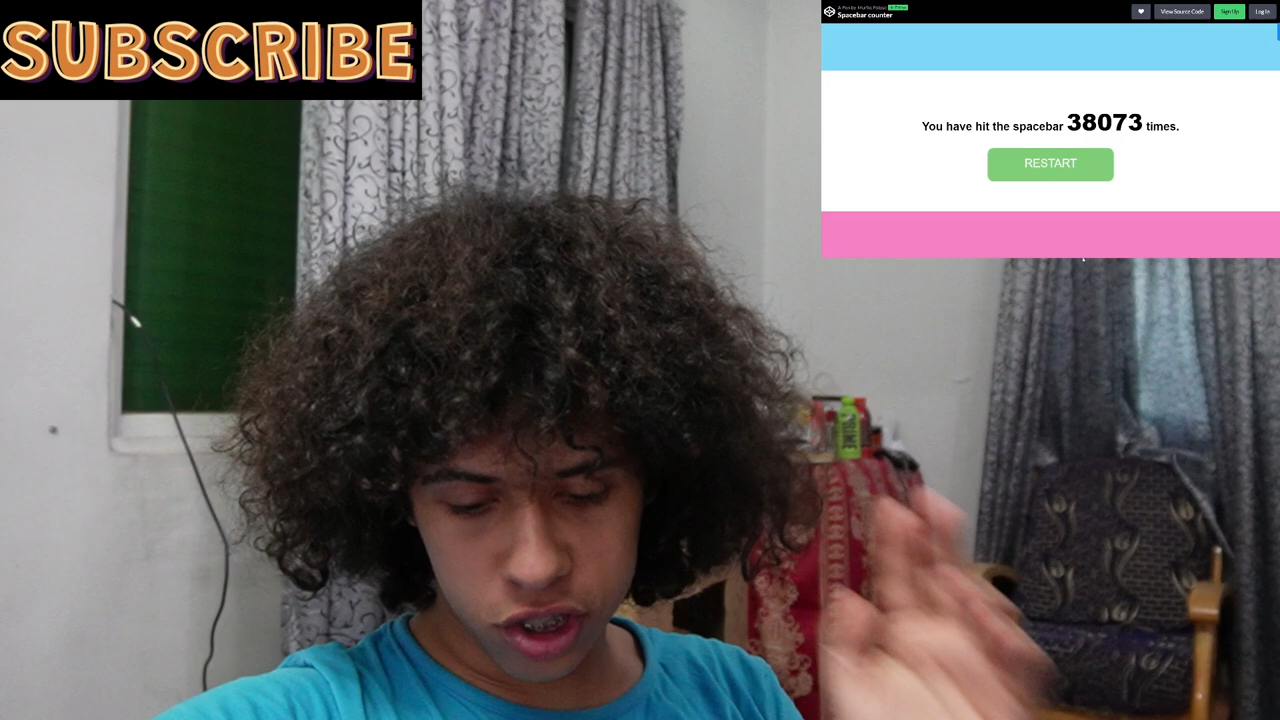 SUBSCRIBE
Spacebar counter
View Source Code
Sign Up
Log In
You have hit the spacebar 38073 times.
RESTART